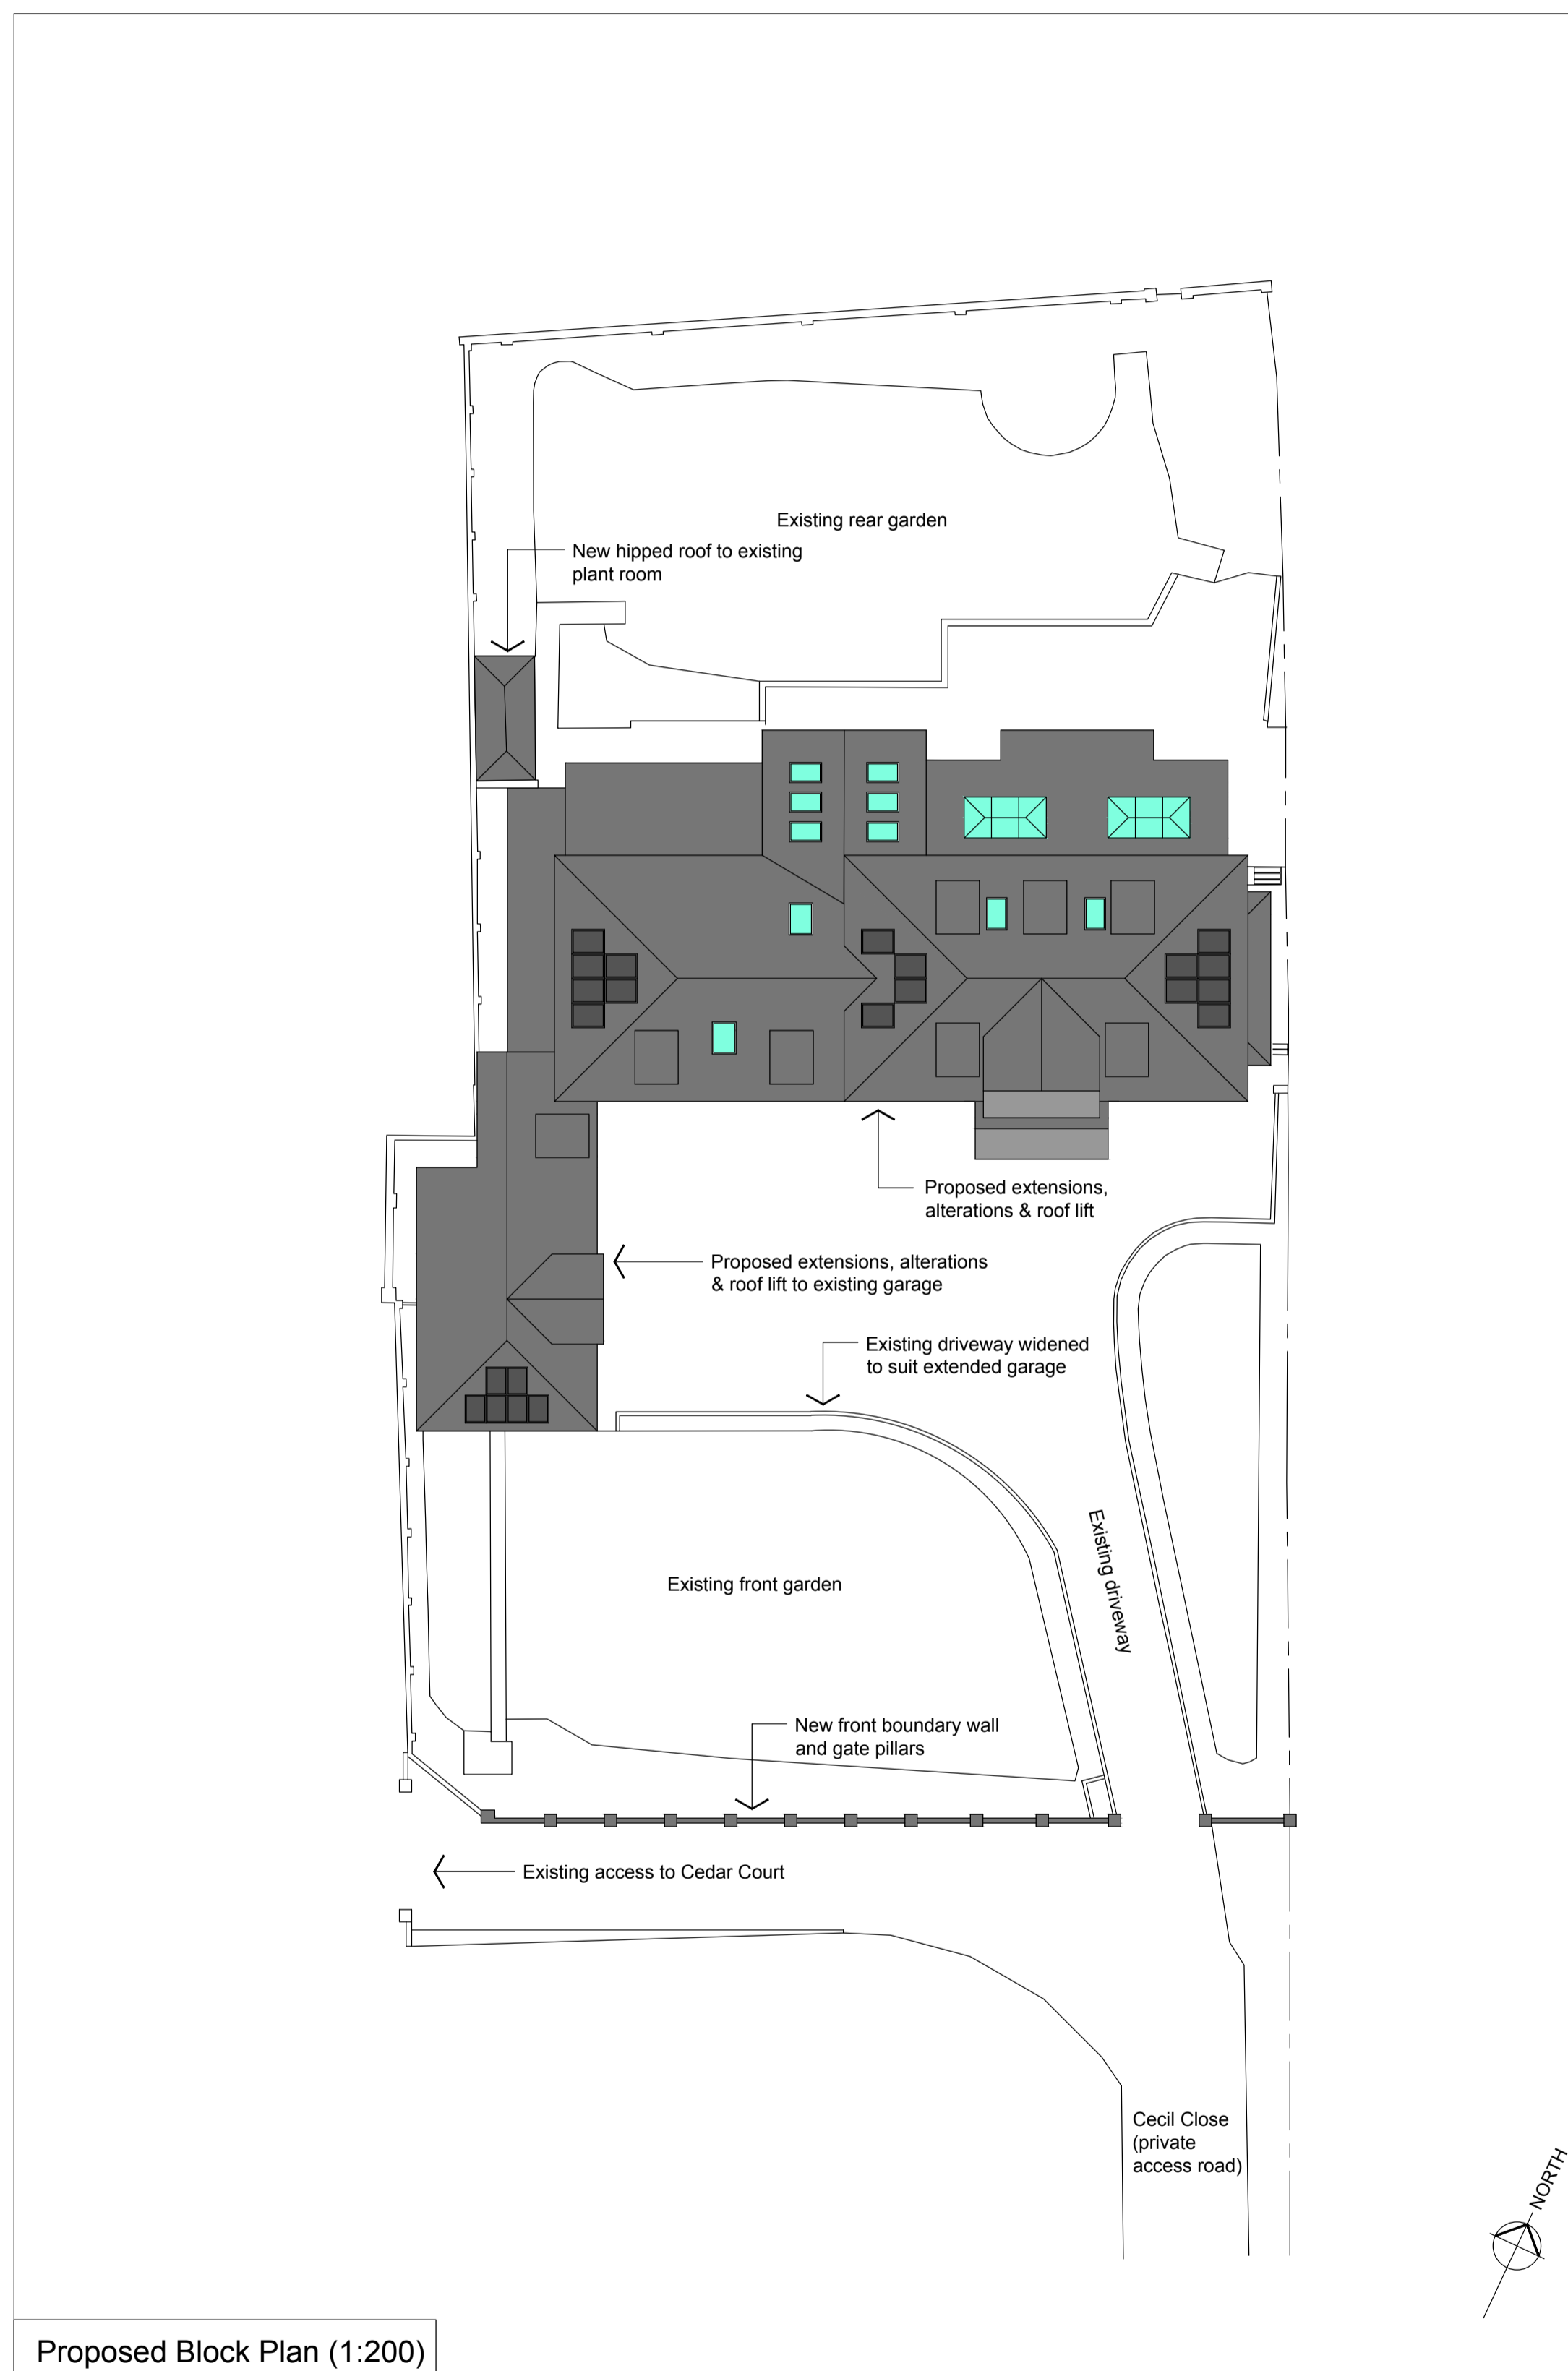 Existing rear garden
New hipped roof to existing
plant room
Proposed extensions,
alterations & roof lift
Proposed extensions, alterations
& roof lift to existing garage
Existing driveway widened
to suit extended garage
Existing driveway
Existing front garden
New front boundary wall
and gate pillars
Existing access to Cedar Court
Cecil Close
(private
access road)
NORTH
Proposed Block Plan (1:200)